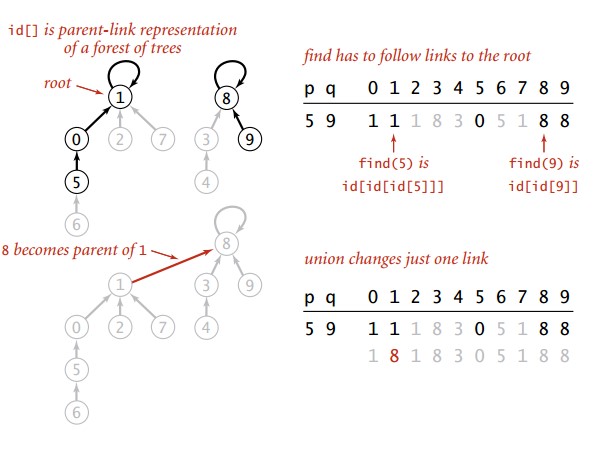 id[] is parent-link representation
of a forest of trees
root
1
8
0
2
7
3
9
5
4
6
find has to follow links to the root
p q 0 1 2 3 4 5 6 7 8 9
5 9 1 1 1 8 3 0 5 1 8 8
find(5) is
id[id[id[5]]]
find(9) is
id[id[9]]
8 becomes parent of 1
8
1
3
9
0
2
7
4
5
6
union changes just one link
p q 0 1 2 3 4 5 6 7 8 9
5 9 1 1 1 8 3 0 5 1 8 8
1 8 1 8 3 0 5 1 8 8